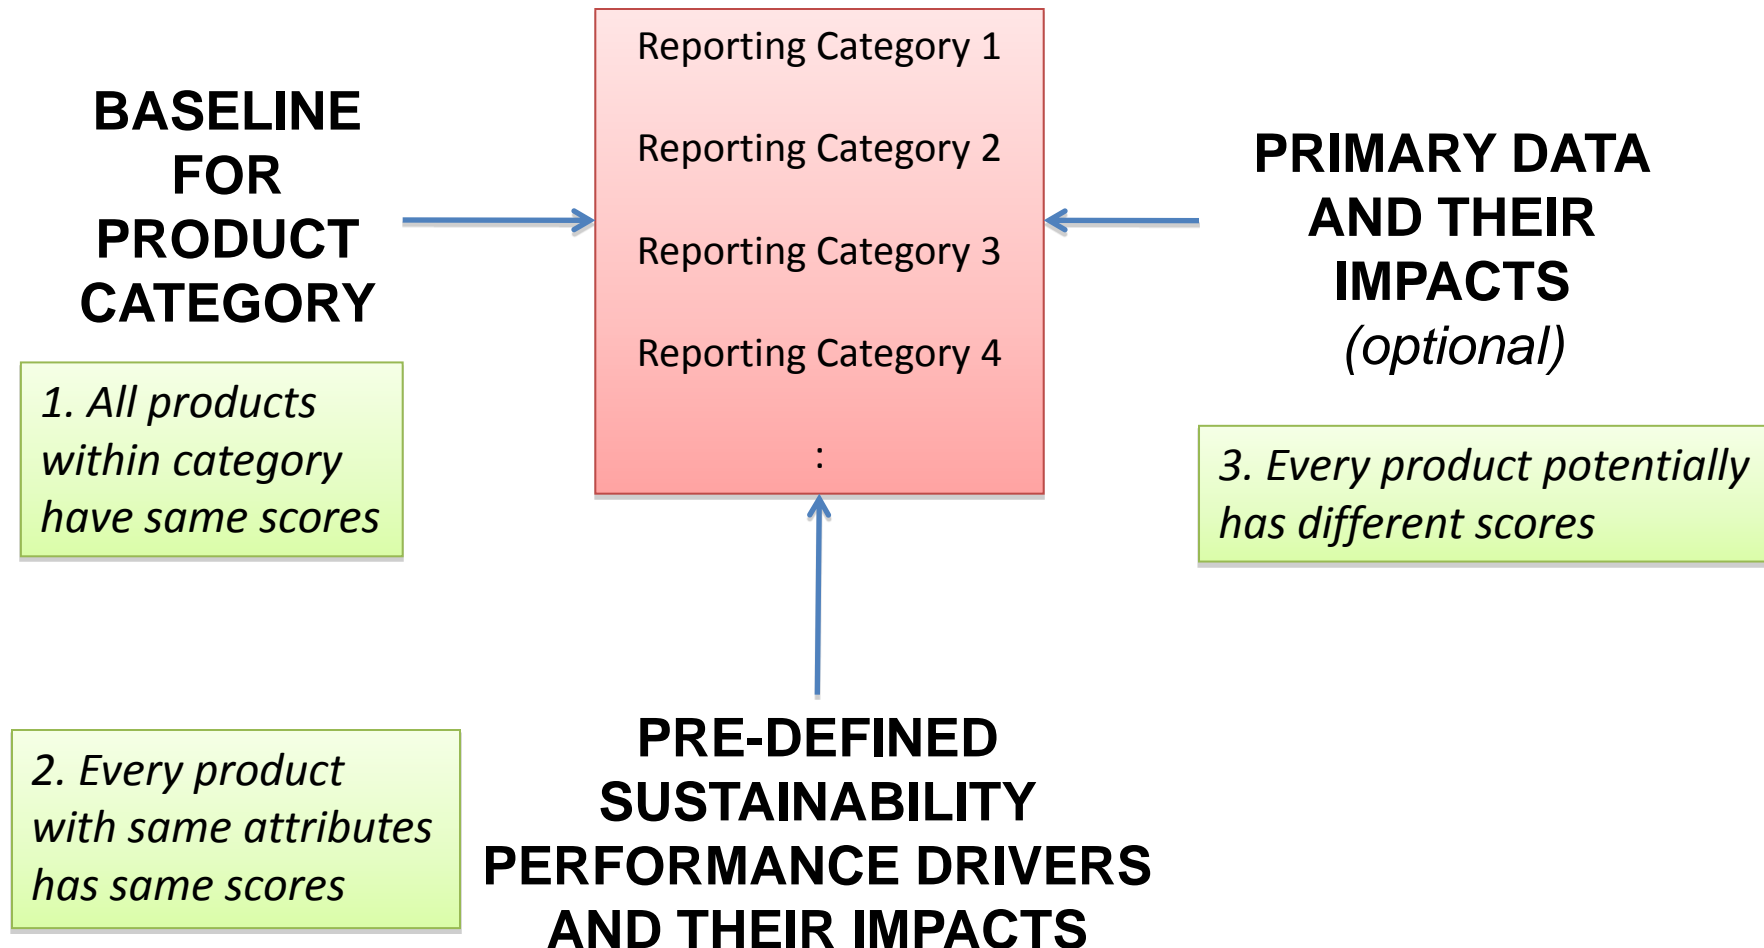 BASELINE
FOR
PRODUCT
CATEGORY
1. All products
within category
have same scores
Reporting Category 1
Reporting Category 2
Reporting Category 3
Reporting Category 4
:
PRIMARY DATA
AND THEIR
IMPACTS
(optional)
3. Every product potentially
has different scores
2. Every product
with same attributes
has same scores
PRE-DEFINED
SUSTAINABILITY
PERFORMANCE DRIVERS
AND THEIR IMPACTS